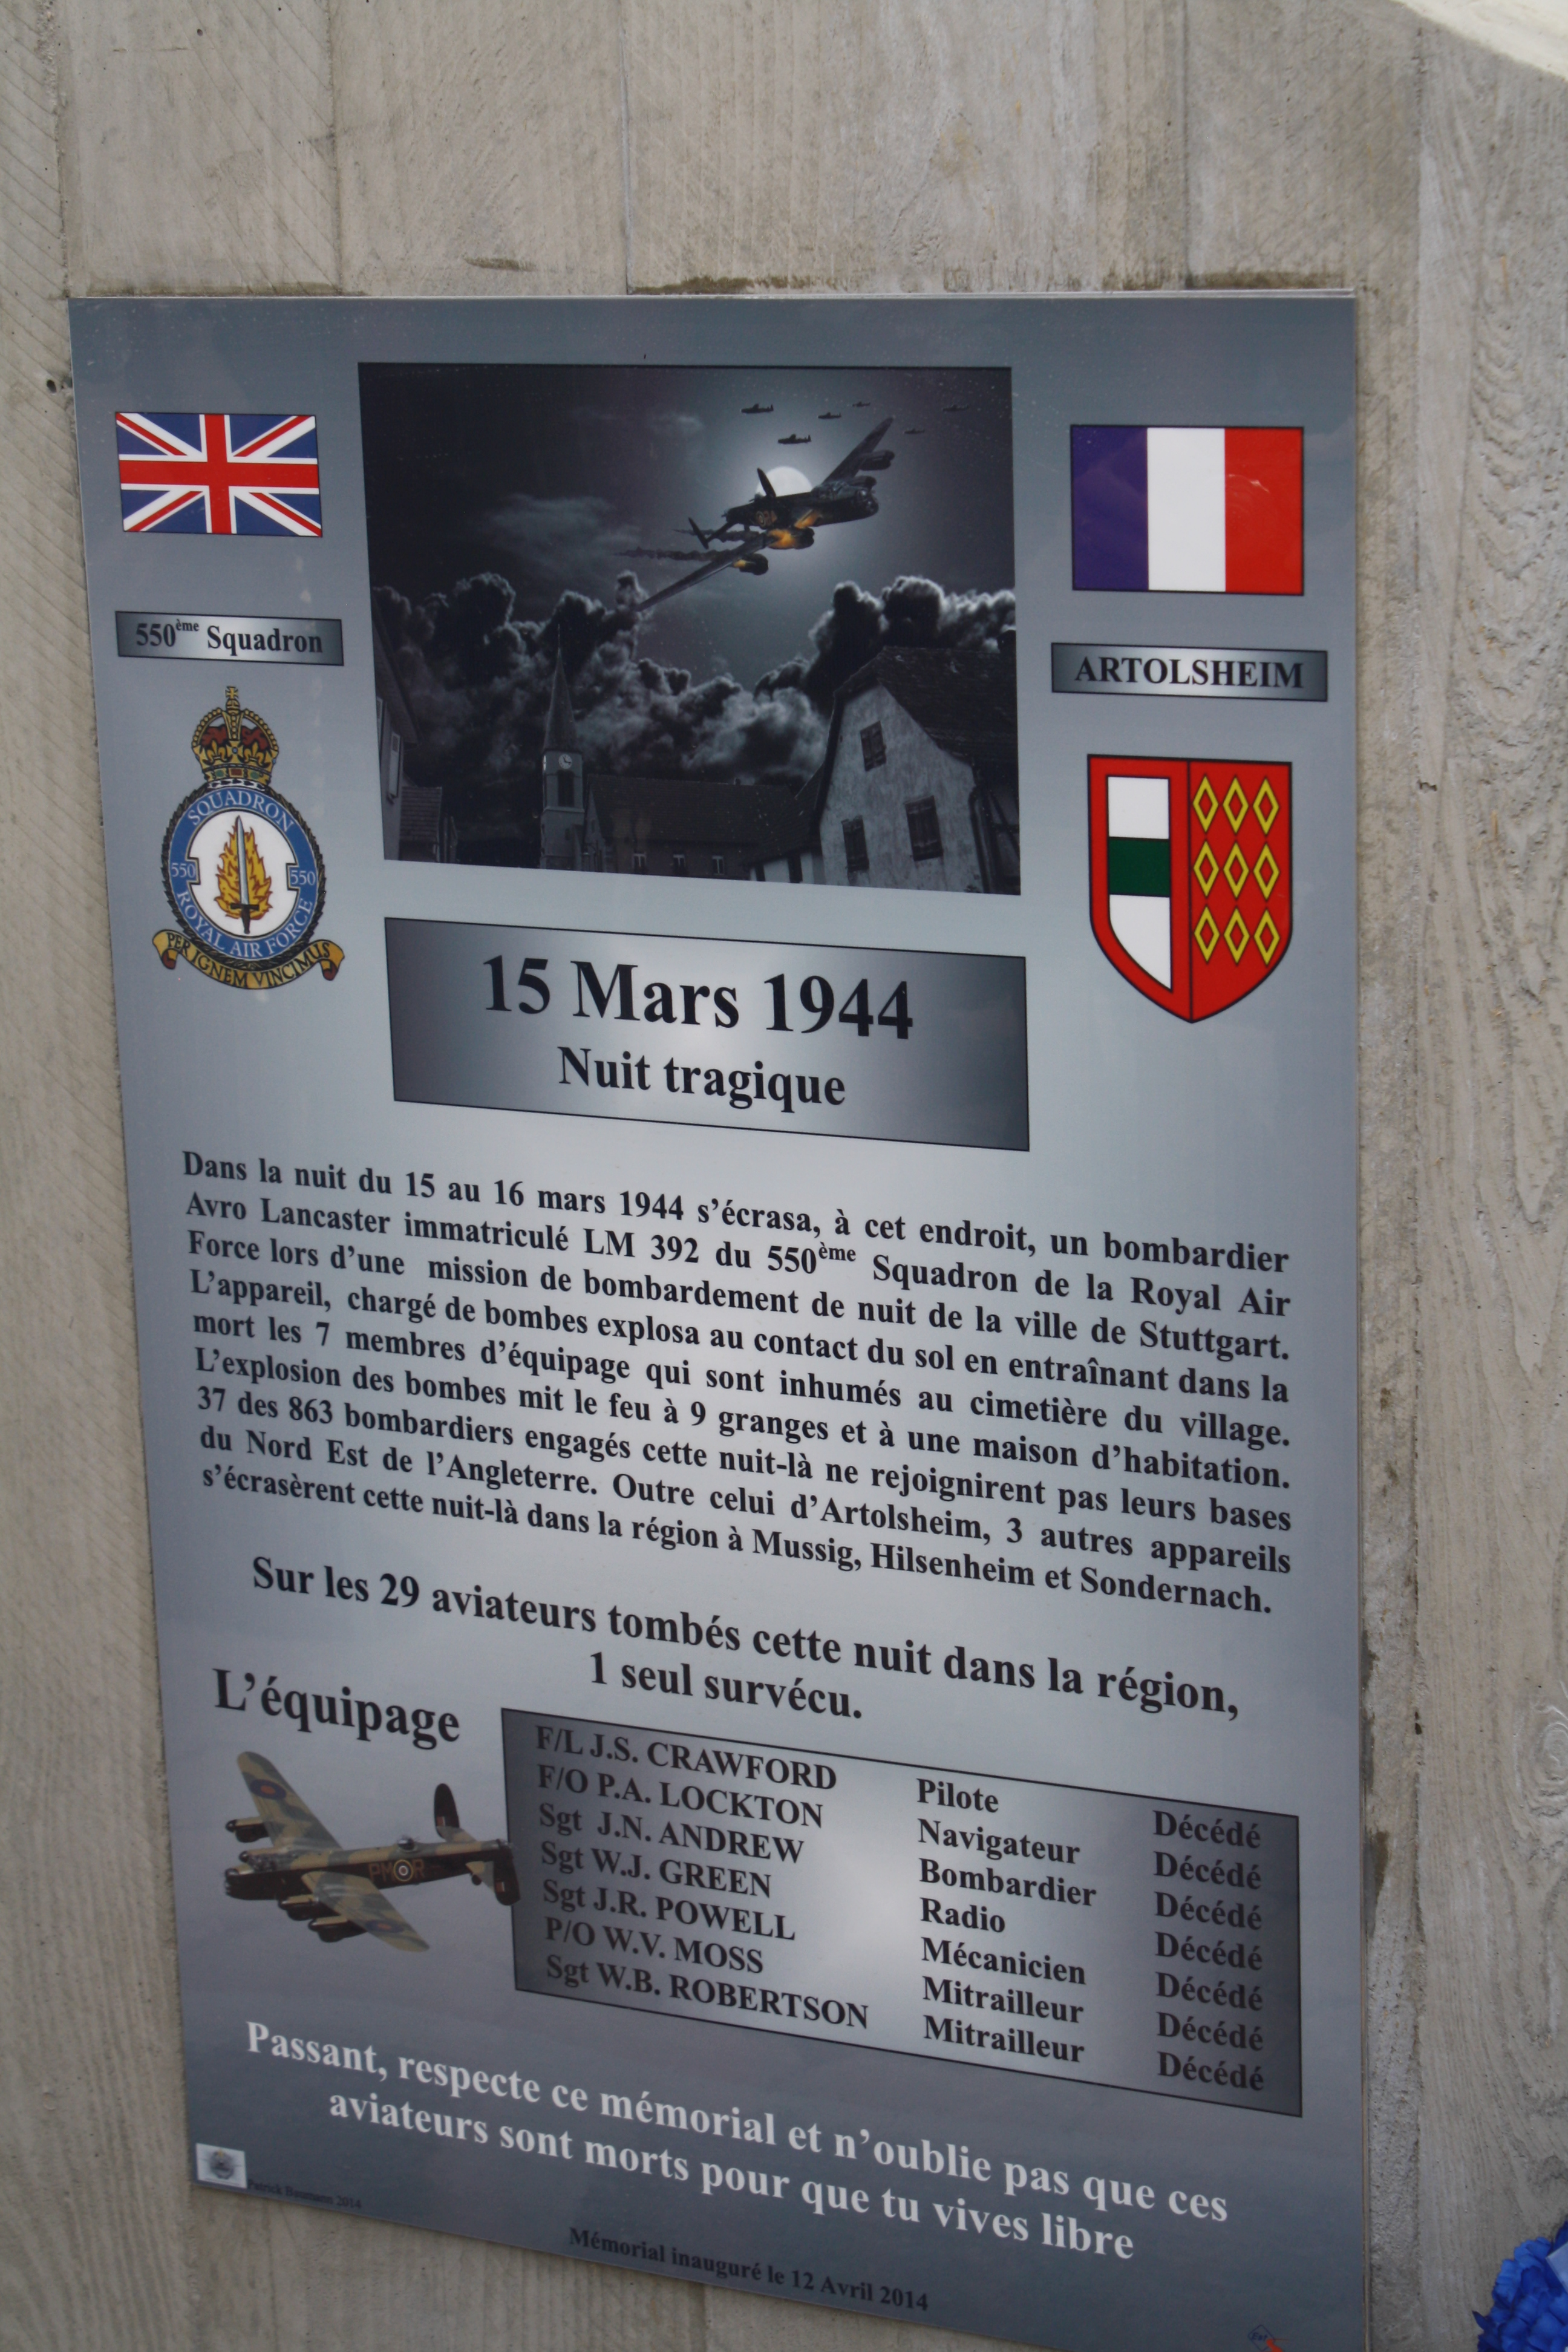 550ème Squadron
ARTOLSHEIM
SQUADRON
550 550
ROYAL AIR FORCE
PER IGNEM VINCIMUS
15 Mars 1944
Nuit tragique
Dans la nuit du 15 au 16 mars 1944 s’écrasa, à cet endroit, un bombardier
Avro Lancaster immatriculé LM 392 du 550ème Squadron de la Royal Air
Force lors d’une mission de bombardement de nuit de la ville de Stuttgart.
L’appareil, chargé de bombes explosa au contact du sol en entraînant dans la
mort les 7 membres d’équipage qui sont inhumés au cimetière du village.
L’explosion des bombes mit le feu à 9 granges et à une maison d’habitation.
37 des 863 bombardiers engagés cette nuit-là ne rejoignirent pas leurs bases
du Nord Est de l’Angleterre. Outre celui d’Artolsheim, 3 autres appareils
s’écrasèrent cette nuit-là dans la région à Mussig, Hilsenheim et Sondernach.
Sur les 29 aviateurs tombés cette nuit dans la région,
1 seul survécu.
L’équipage
F/L J.S. CRAWFORD Pilote Décédé
F/O P.A. LOCKTON Navigateur Décédé
Sgt J.N. ANDREW Bombardier Décédé
Sgt W.J. GREEN Radio Décédé
Sgt J.R. POWELL Mécanicien Décédé
P/O W.V. MOSS Mitrailleur Décédé
Sgt W.B. ROBERTSON Mitrailleur Décédé
PM R
Passant, respecte ce mémorial et n’oublie pas que ces
aviateurs sont morts pour que tu vives libre
Patrick Baumann 2014
Mémorial inauguré le 12 Avril 2014